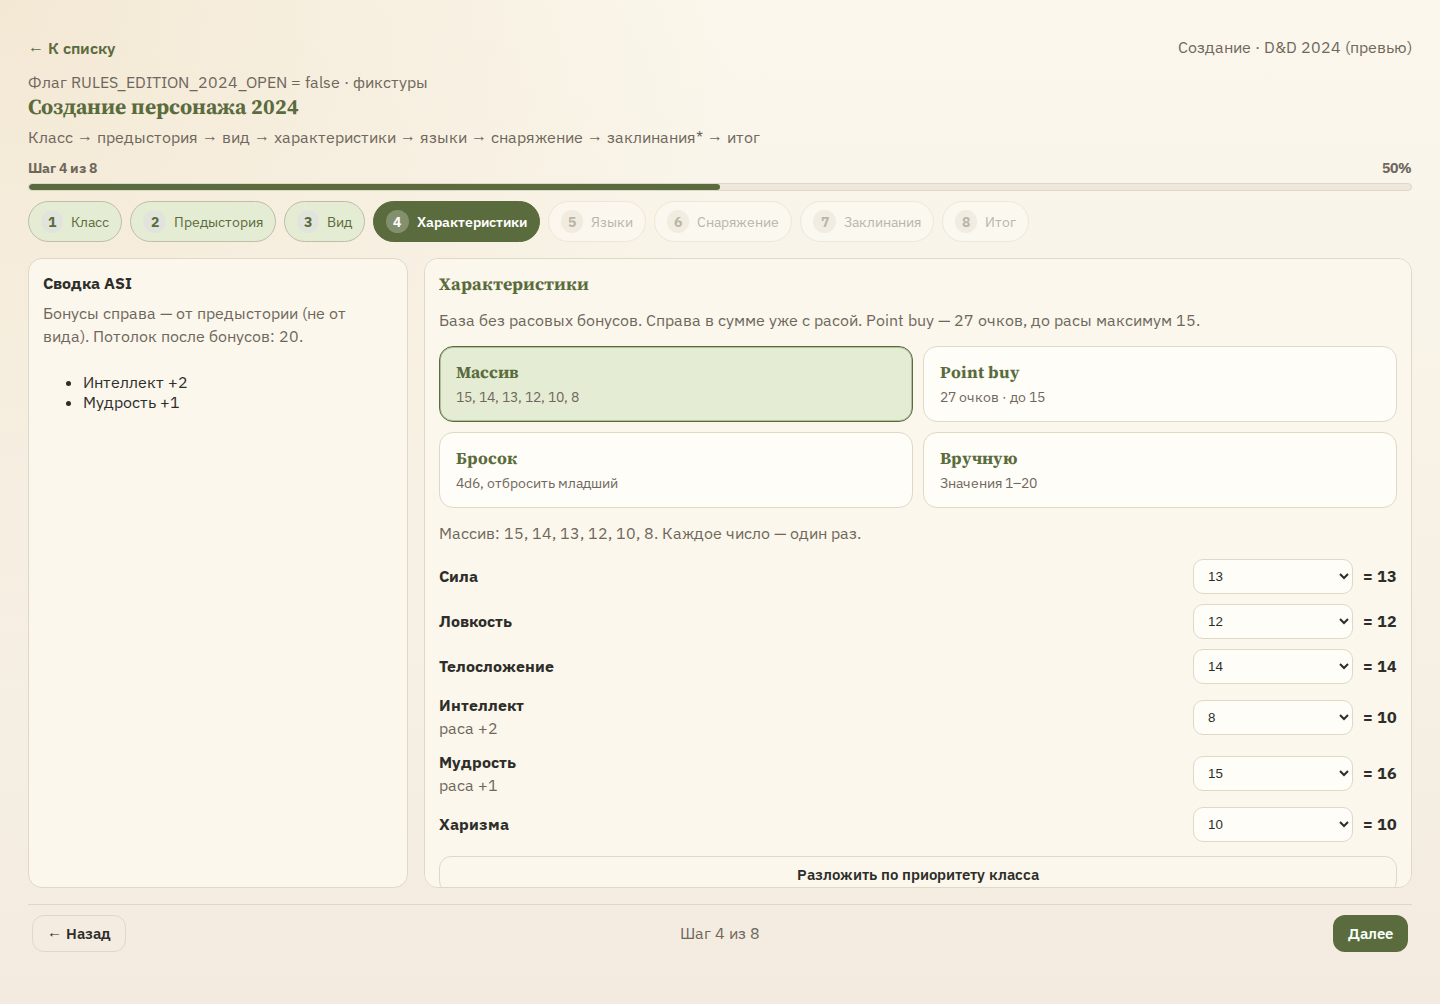 ← К списку
Создание · D&D 2024 (превью)
Флаг RULES_EDITION_2024_OPEN = false · фикстуры
Создание персонажа 2024
Класс → предыстория → вид → характеристики → языки → снаряжение → заклинания* → итог
Шаг 4 из 8
50%
1 Класс
2 Предыстория
3 Вид
4 Характеристики
5 Языки
6 Снаряжение
7 Заклинания
8 Итог
Сводка ASI
Бонусы справа — от предыстории (не от
вида). Потолок после бонусов: 20.
• Интеллект +2
• Мудрость +1
Характеристики
База без расовых бонусов. Справа в сумме уже с расой. Point buy — 27 очков, до расы максимум 15.
Массив
15, 14, 13, 12, 10, 8
Point buy
27 очков · до 15
Бросок
4d6, отбросить младший
Вручную
Значения 1–20
Массив: 15, 14, 13, 12, 10, 8. Каждое число — один раз.
Сила 13 = 13
Ловкость 12 = 12
Телосложение 14 = 14
Интеллект
раса +2
8 = 10
Мудрость
раса +1
15 = 16
Харизма 10 = 10
Разложить по приоритету класса
← Назад
Шаг 4 из 8
Далее